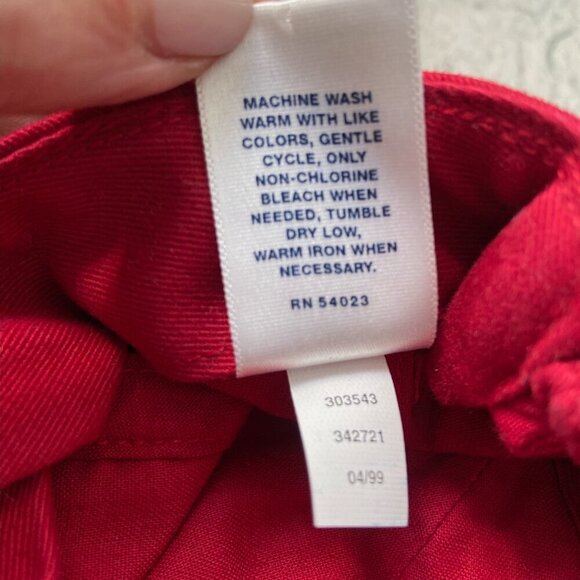 MACHINE WASH
WARM WITH LIKE
COLORS, GENTLE
CYCLE, ONLY
NON-CHLORINE
BLEACH WHEN
NEEDED, TUMBLE
DRY LOW,
WARM IRON WHEN
NECESSARY.
RN 54023
303543
342721
04/99